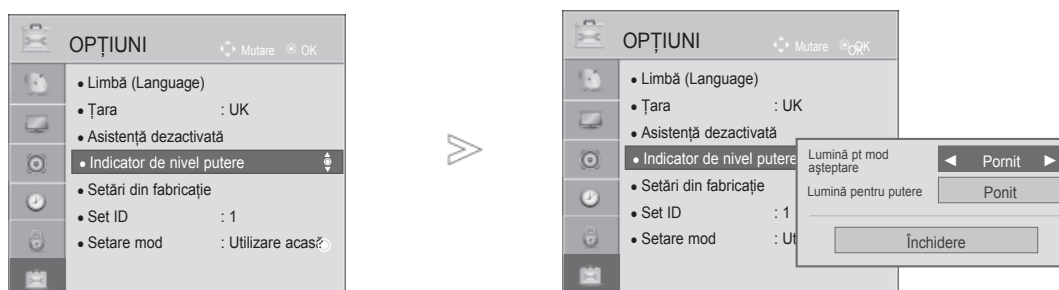 OPȚIUNI
Mutare OK
Limbă (Language)
Țara : UK
Asistență dezactivată
Indicator de nivel putere
Setări din fabricație
Set ID : 1
Setare mod : Utilizare acasă
OPȚIUNI
Mutare OK
Limbă (Language)
Țara : UK
Asistență dezactivată
Indicator de nivel putere
Setări din fabricație
Set ID : 1
Setare mod : Ut
Lumină pt mod
așteptare
Pornit
Lumină pentru putere
Ponit
Închidere